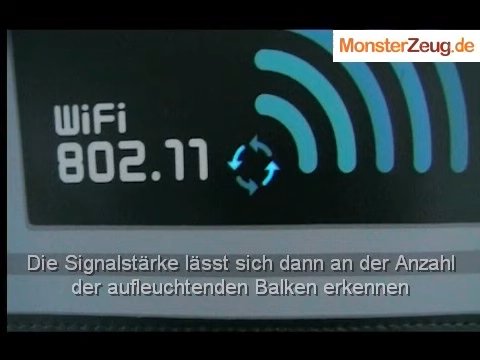 MonsterZeug.de
WiFi
802.11
Die Signalstärke lässt sich dann an der Anzahl
der aufleuchtenden Balken erkennen